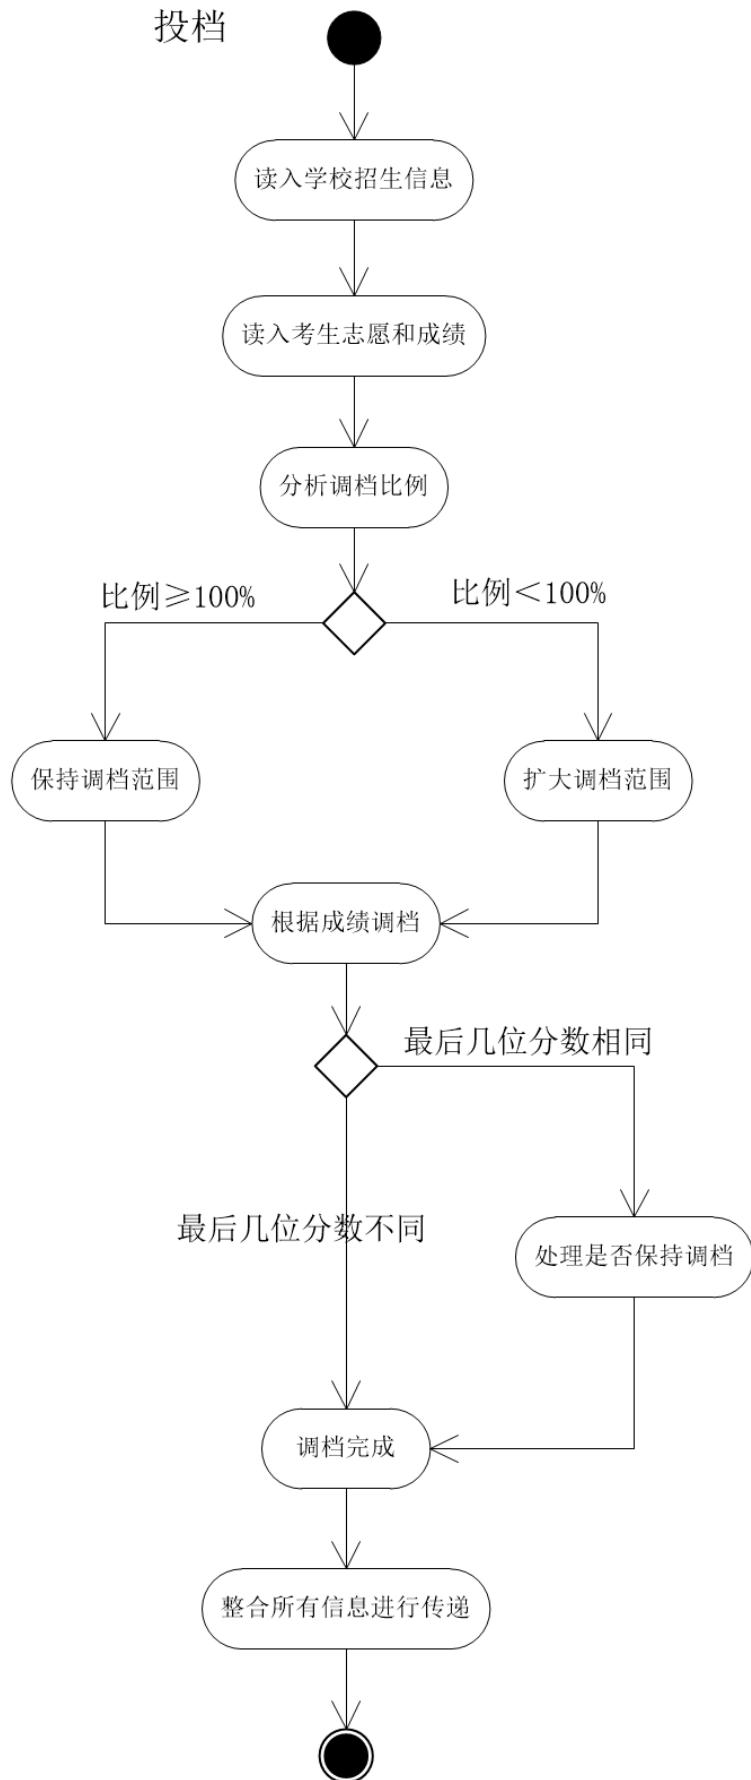 投档
读入学校招生信息
读入考生志愿和成绩
分析调档比例
比例≥100%
比例＜100%
保持调档范围
扩大调档范围
根据成绩调档
最后几位分数相同
最后几位分数不同
处理是否保持调档
调档完成
整合所有信息进行传递